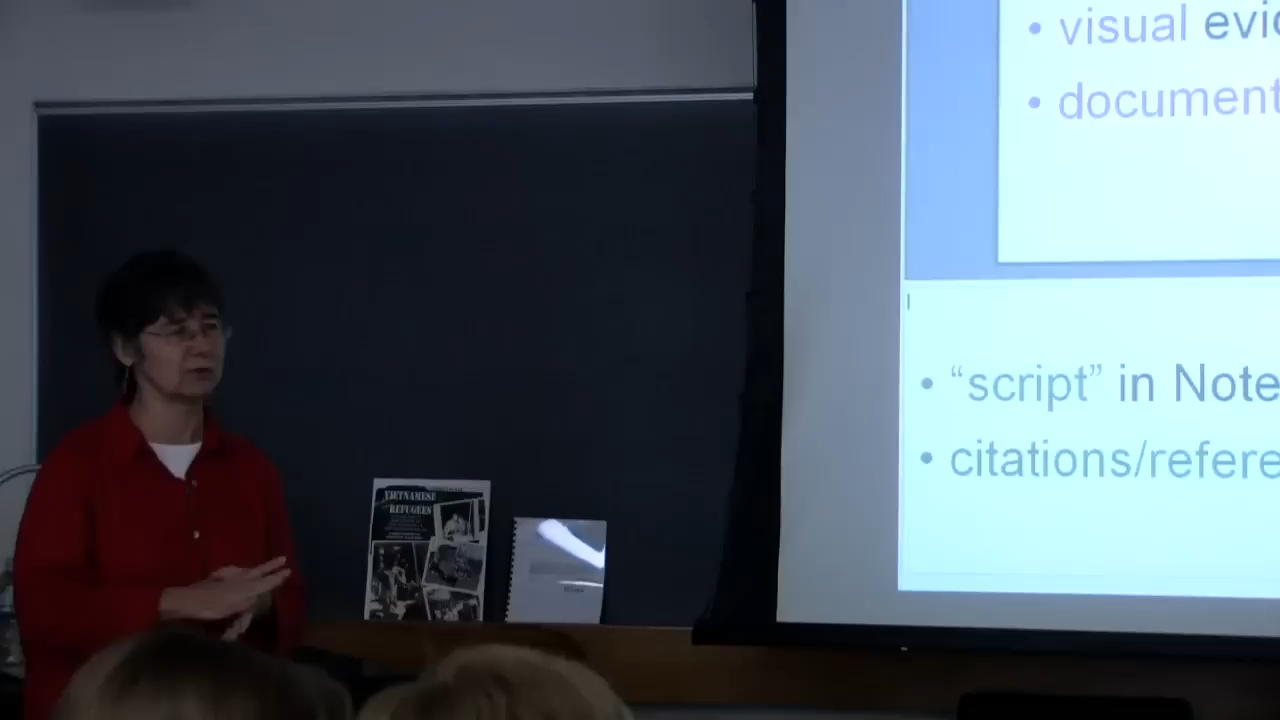 • visual evi
• document
• “script” in Note
• citations/refere
VIETNAMESE
REFUGEES